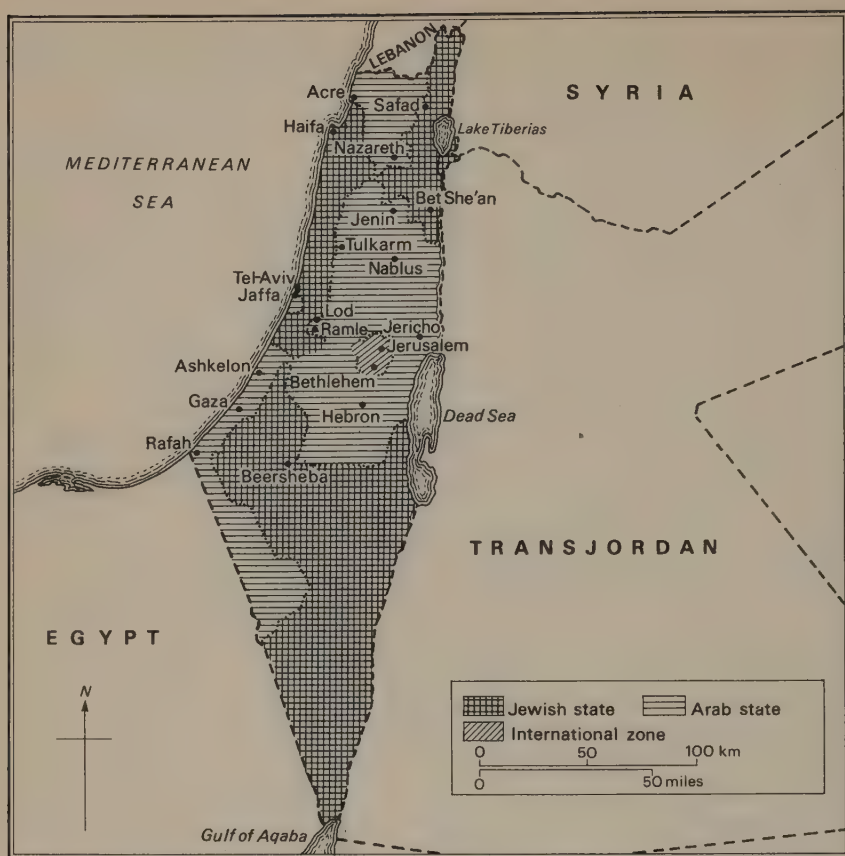 LEBANON
SYRIA
Acre
Safad
Haifa
Lake Tiberias
Nazareth
MEDITERRANEAN
SEA
Bet She'an
Jenin
Tulkarm
Nablus
Tel-Aviv
Jaffa
Lod
Ramle
Jericho
Jerusalem
Ashkelon
Bethlehem
Gaza
Hebron
Dead Sea
Rafah
Beersheba
TRANSJORDAN
EGYPT
N
Jewish state
Arab state
International zone
0 50 100 km
0 50 miles
Gulf of Aqaba